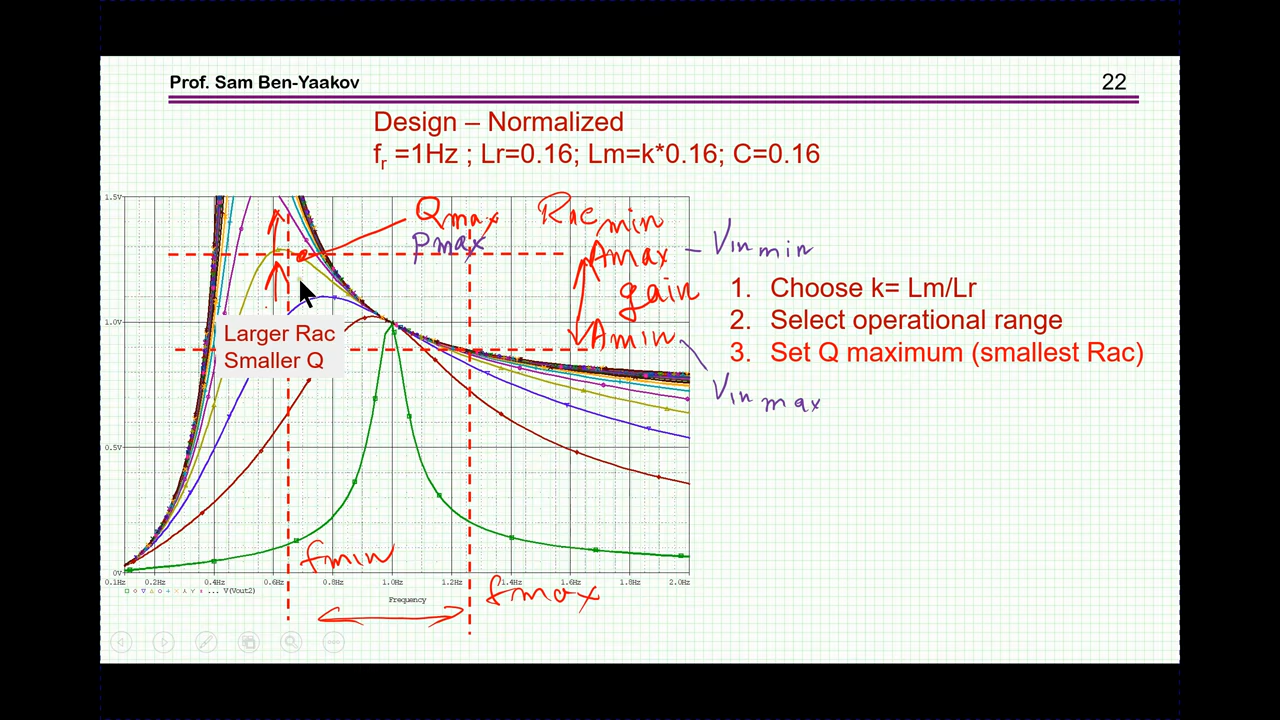 Prof. Sam Ben-Yaakov
22
Design – Normalized
fr =1Hz ; Lr=0.16; Lm=k*0.16; C=0.16
1.5V
1.0V
0.5V
0V
Qmax
Pmax
Rac min
Amax
gain
Amin
Vin min
Vin max
1. Choose k= Lm/Lr
2. Select operational range
3. Set Q maximum (smallest Rac)
Larger Rac
Smaller Q
fmin
fmax
0.1Hz 0.2Hz 0.4Hz 0.6Hz 0.8Hz 1.0Hz 1.2Hz 1.4Hz 1.6Hz 1.8Hz 2.0Hz
... V(Vout2)
Frequency